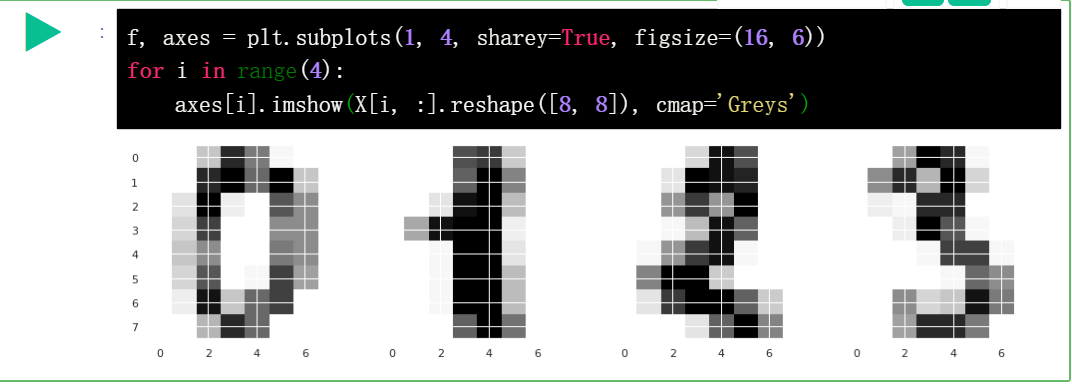 :
f, axes = plt.subplots(1, 4, sharey=True, figsize=(16, 6))
for i in range(4):
axes[i].imshow(X[i, :].reshape([8, 8]), cmap='Greys')
0
1
2
3
4
5
6
7
0 2 4 6 0 2 4 6 0 2 4 6 0 2 4 6